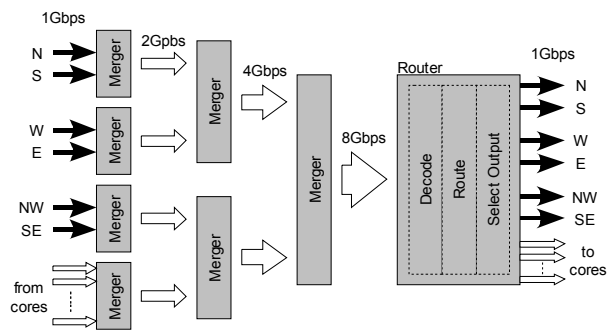 1Gbps
2Gpbs
4Gbps
8Gbps
1Gbps
N
S
W
E
NW
SE
from
cores
Merger
Merger
Merger
Merger
Merger
Merger
Merger
Router
Decode
Route
Select Output
N
S
W
E
NW
SE
to
cores